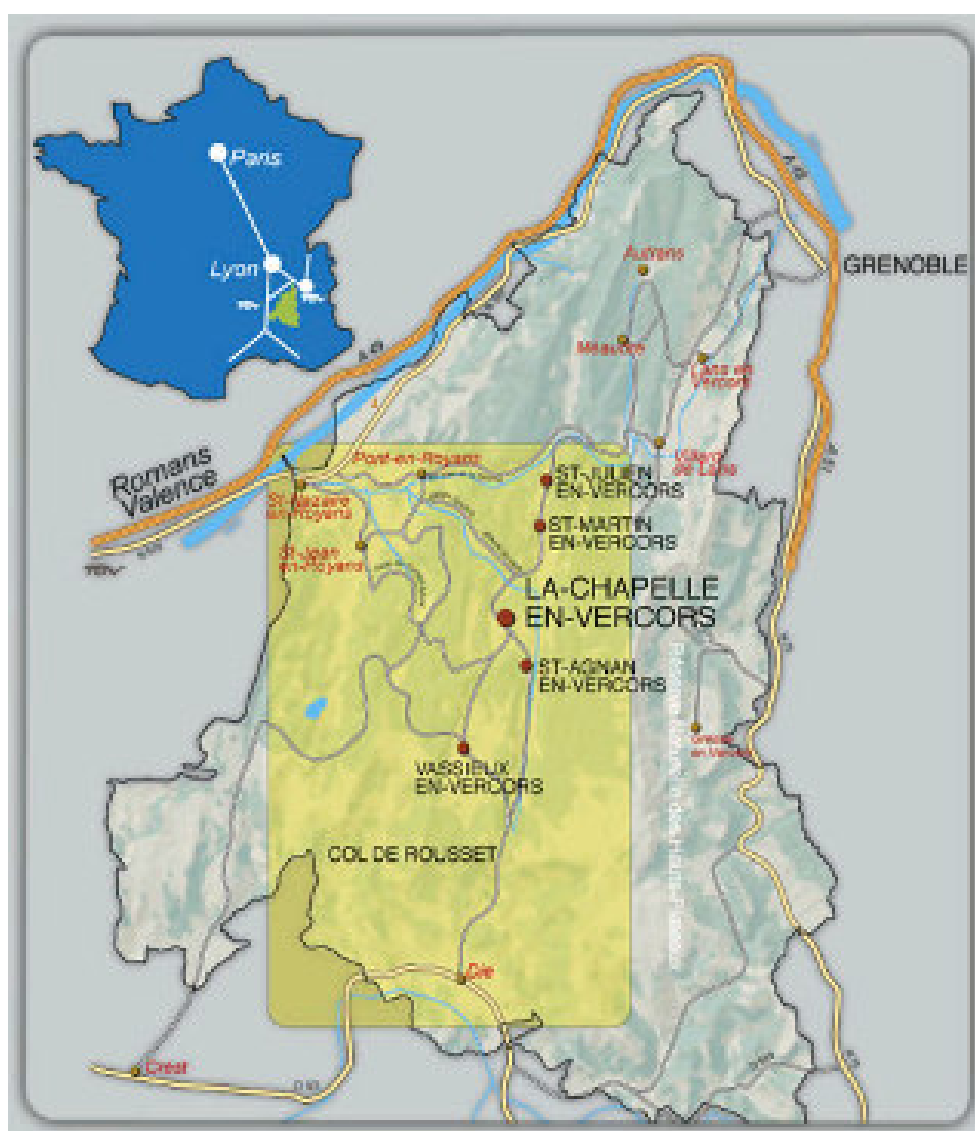 Paris
Lyon
GRENOBLE
Autrans
Méaudre
Lans en
Vercors
Villard
de-Lans
Romans
Valence
Pont-en-Royans
St-Nazaire
en-Royans
St-Jean
en-Royans
ST-JULIEN
EN-VERCORS
ST-MARTIN
EN-VERCORS
LA-CHAPELLE
EN-VERCORS
ST-AGNAN
EN-VERCORS
VASSIEUX
EN-VERCORS
COL DE ROUSSET
Die
Crest
TGV